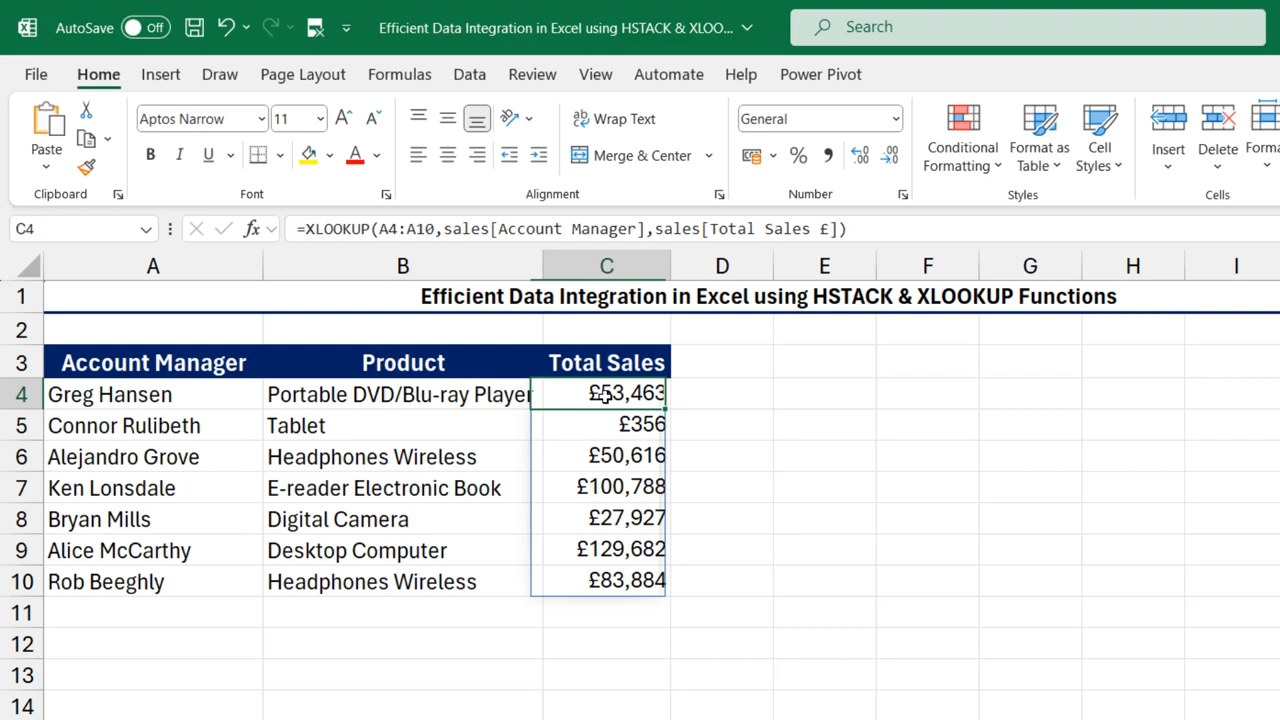 AutoSave Off Efficient Data Integration in Excel using HSTACK & XLOO... Search
File Home Insert Draw Page Layout Formulas Data Review View Automate Help Power Pivot
Paste
Clipboard
Aptos Narrow 11 A A
B I U A
Font
Wrap Text
Merge & Center
Alignment
General
% , .00
Number
Conditional Formatting
Format as Table
Cell Styles
Styles
Insert Delete Forma
Cells
C4 fx =XLOOKUP(A4:A10,sales[Account Manager],sales[Total Sales £])
A B C D E F G H I
1 Efficient Data Integration in Excel using HSTACK & XLOOKUP Functions
2
3 Account Manager Product Total Sales
4 Greg Hansen Portable DVD/Blu-ray Player £53,463
5 Connor Rulibeth Tablet £356
6 Alejandro Grove Headphones Wireless £50,616
7 Ken Lonsdale E-reader Electronic Book £100,788
8 Bryan Mills Digital Camera £27,927
9 Alice McCarthy Desktop Computer £129,682
10 Rob Beeghly Headphones Wireless £83,884
11
12
13
14